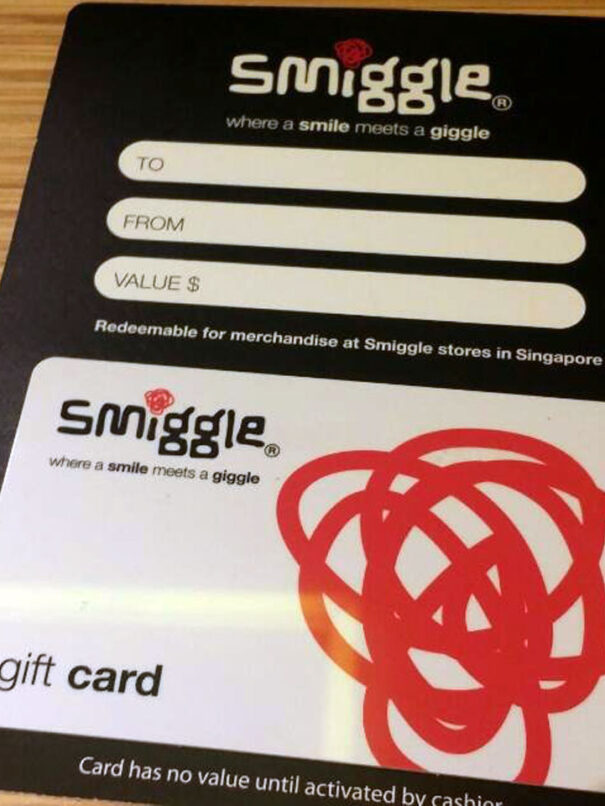 smiggle®
where a smile meets a giggle
TO
FROM
VALUE $
Redeemable for merchandise at Smiggle stores in Singapore
smiggle®
where a smile meets a giggle
gift card
Card has no value until activated by cashier